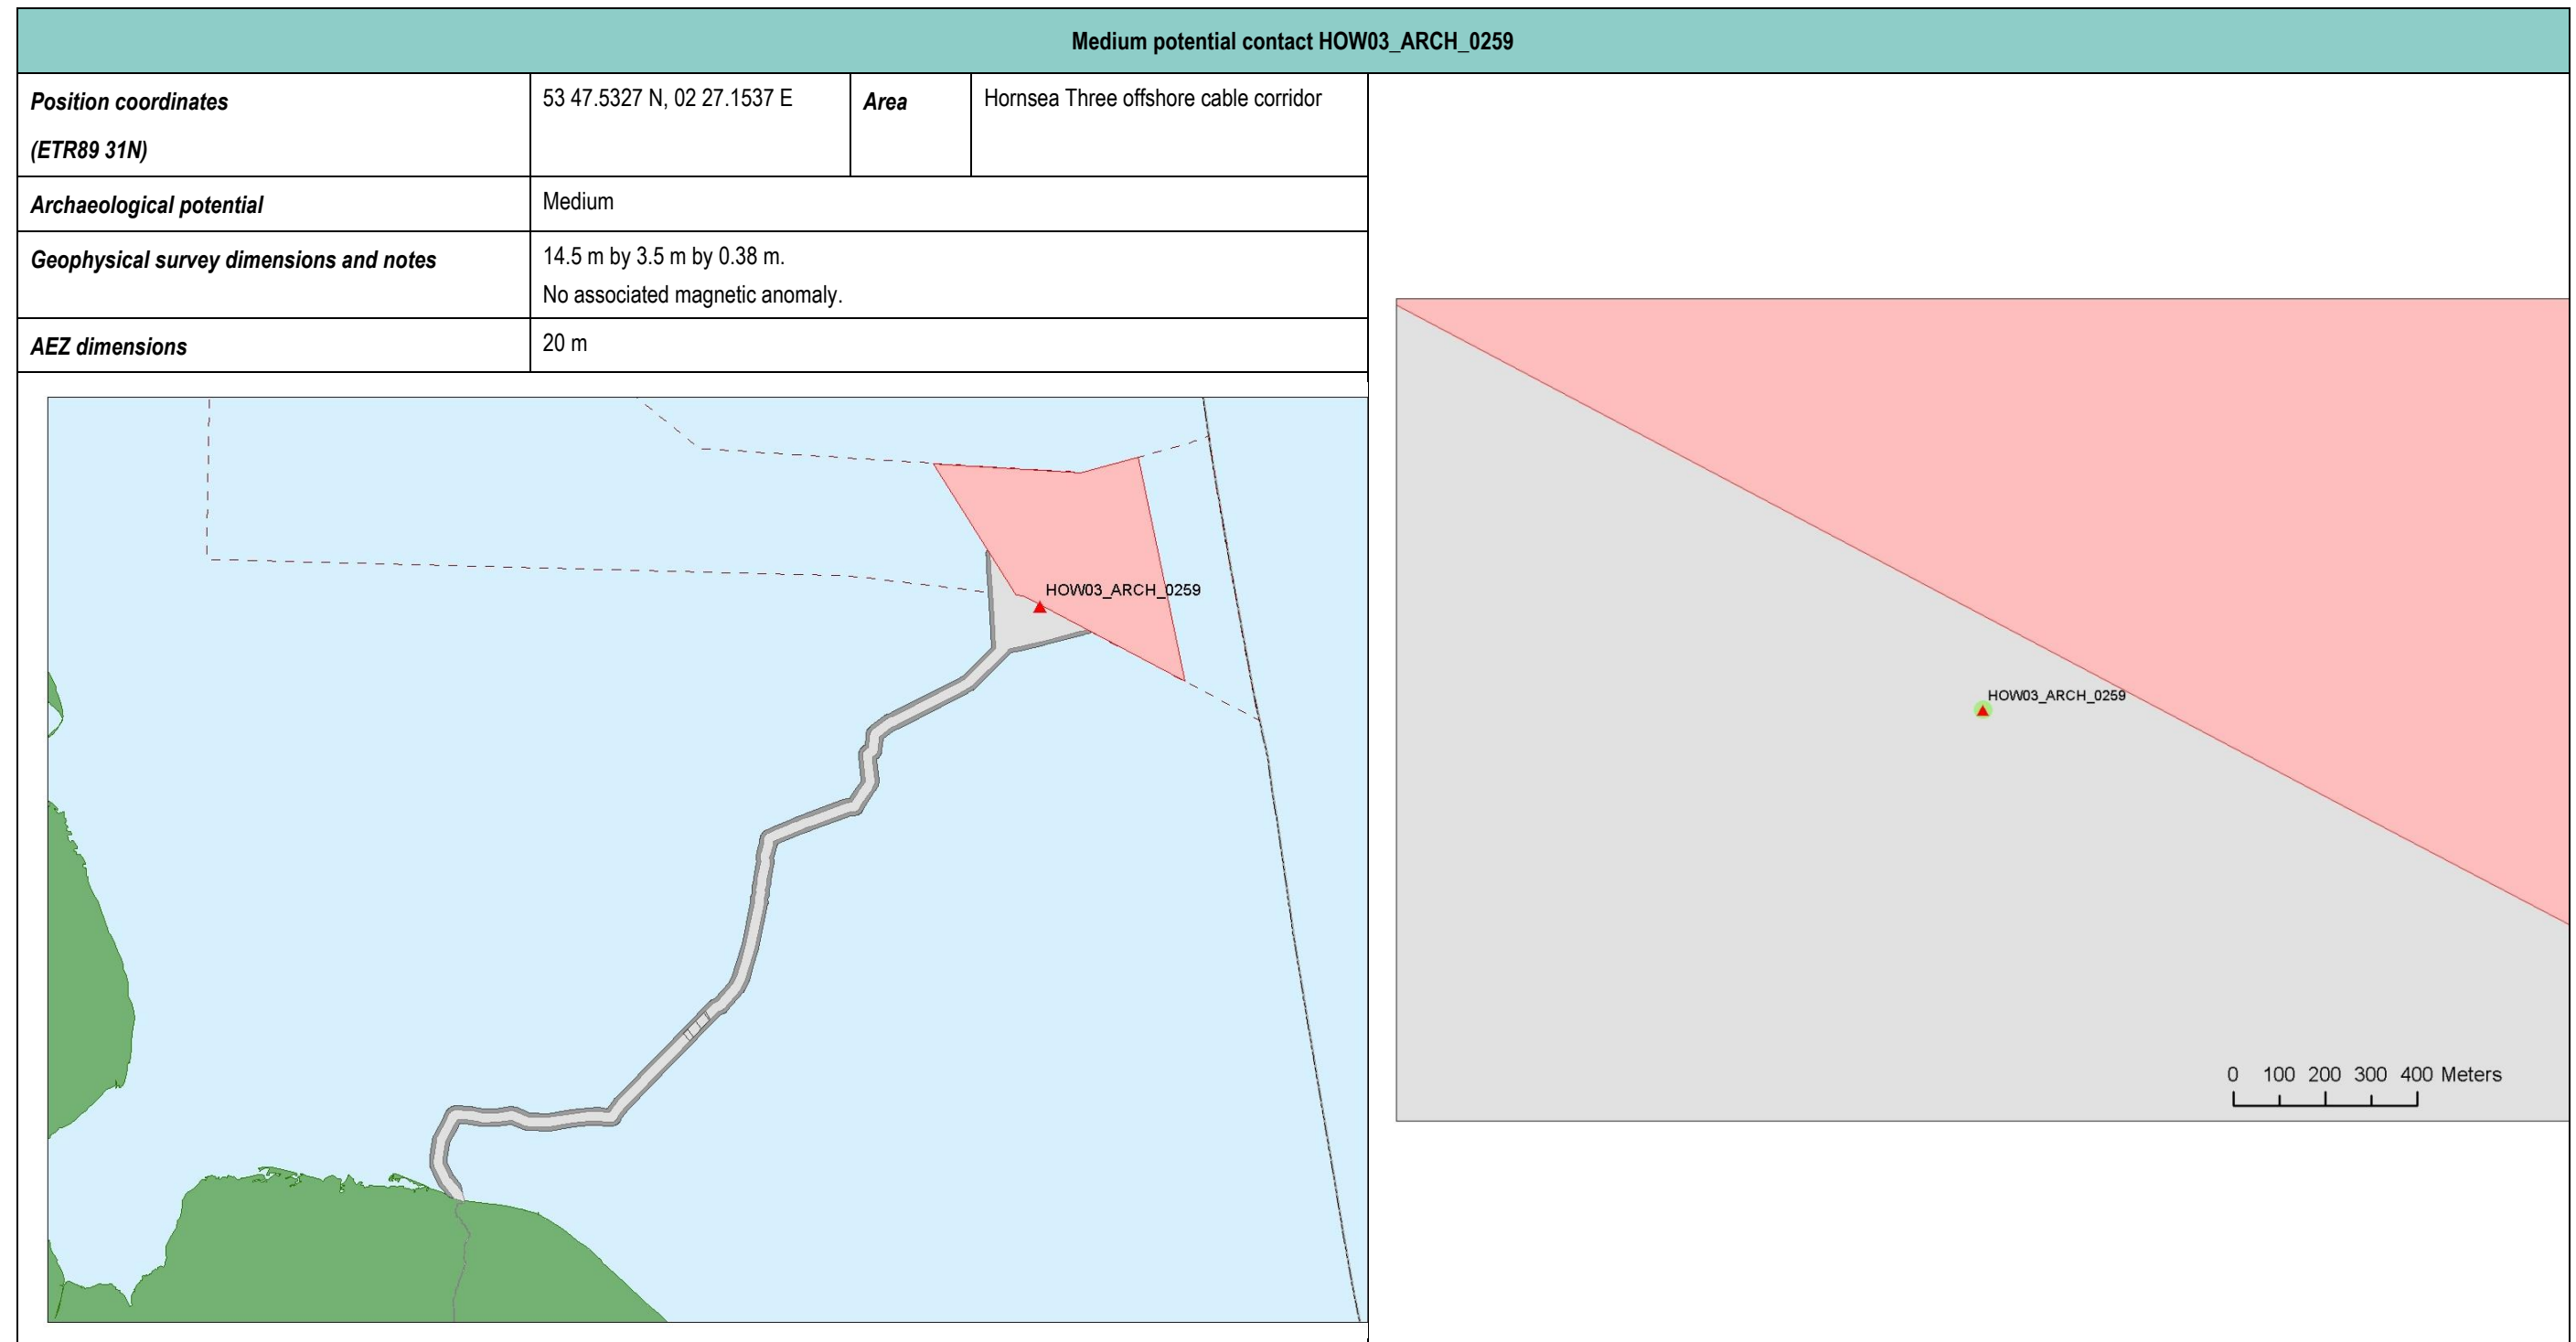 Medium potential contact HOW03_ARCH_0259
Position coordinates
(ETR89 31N)
53 47.5327 N, 02 27.1537 E
Area
Hornsea Three offshore cable corridor
Archaeological potential
Medium
Geophysical survey dimensions and notes
14.5 m by 3.5 m by 0.38 m.
No associated magnetic anomaly.
AEZ dimensions
20 m
HOW03_ARCH_0259
HOW03_ARCH_0259
0 100 200 300 400 Meters